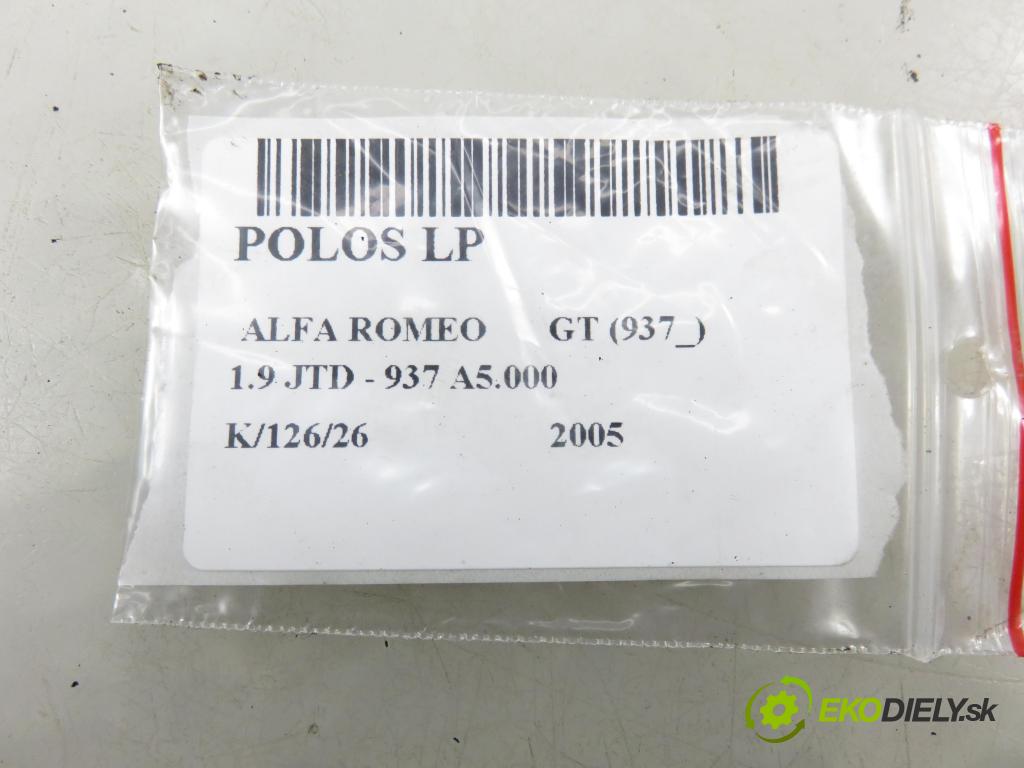 POLOS LP
ALFA ROMEO GT (937_)
1.9 JTD - 937 A5.000
K/126/26 2005
EKODIELY.sk